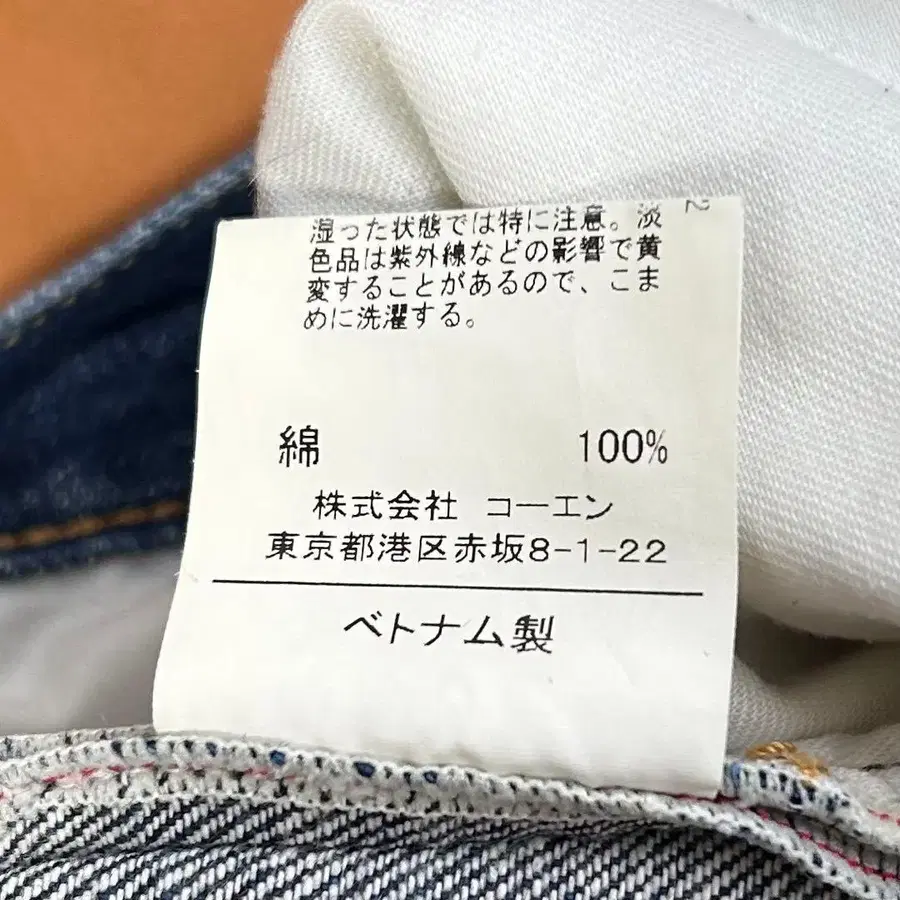 湿った状態では特に注意。淡
色品は紫外線などの影響で黄
変することがあるので、こま
めに洗濯する。
綿 100%
株式会社 コーエン
東京都港区赤坂8-1-22
ベトナム製